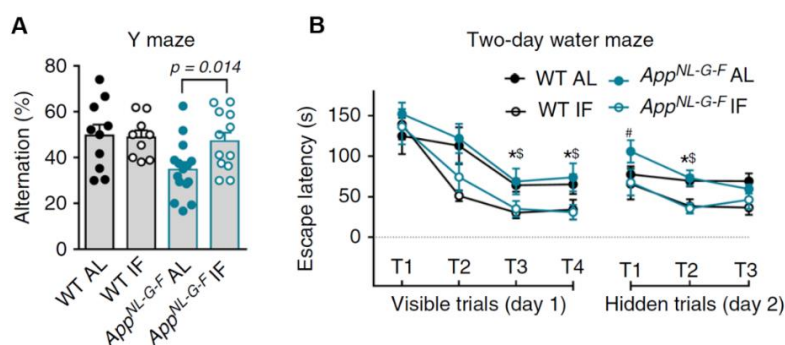 A
Y maze
p = 0.014
Alternation (%)
80
60
40
20
0
WT AL
WT IF
App^NL-G-F AL
App^NL-G-F IF
B
Two-day water maze
WT AL
App^NL-G-F AL
WT IF
App^NL-G-F IF
Escape latency (s)
150
100
50
0
*$
*$
#
*$
T1 T2 T3 T4 T1 T2 T3
Visible trials (day 1) Hidden trials (day 2)